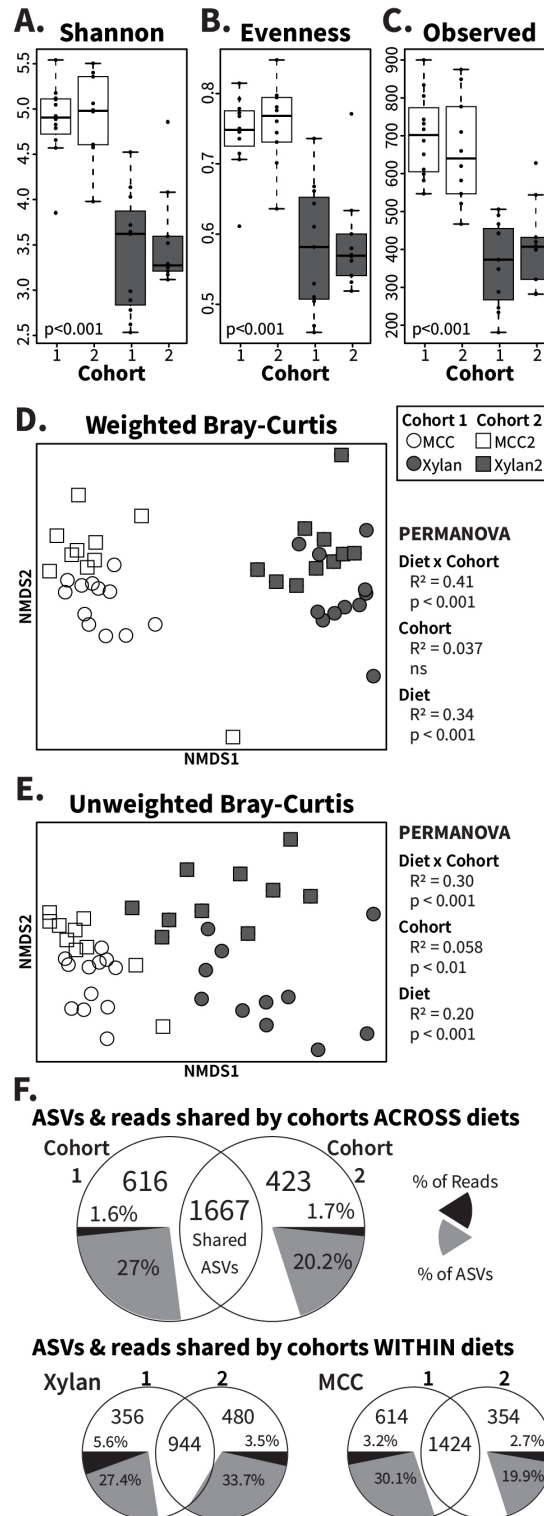 A. Shannon
5.5
5.0
4.5
4.0
3.5
3.0
2.5
p<0.001
1 2 1 2
Cohort
B. Evenness
0.8
0.7
0.6
0.5
p<0.001
1 2 1 2
Cohort
C. Observed
900
800
700
600
500
400
300
200
p<0.001
1 2 1 2
Cohort
D. Weighted Bray-Curtis
NMDS2
NMDS1
Cohort 1 Cohort 2
MCC MCC2
Xylan Xylan2
PERMANOVA
Diet x Cohort
R² = 0.41
p < 0.001
Cohort
R² = 0.037
ns
Diet
R² = 0.34
p < 0.001
E. Unweighted Bray-Curtis
NMDS2
NMDS1
PERMANOVA
Diet x Cohort
R² = 0.30
p < 0.001
Cohort
R² = 0.058
p < 0.01
Diet
R² = 0.20
p < 0.001
F.
ASVs & reads shared by cohorts ACROSS diets
Cohort Cohort
1 616 423 2
1.6% 1667 1.7%
Shared
27% ASVs 20.2%
% of Reads
% of ASVs
ASVs & reads shared by cohorts WITHIN diets
Xylan 1 2
356 480
5.6% 944 3.5%
27.4% 33.7%
MCC 1 2
614 354
3.2% 1424 2.7%
30.1% 19.9%